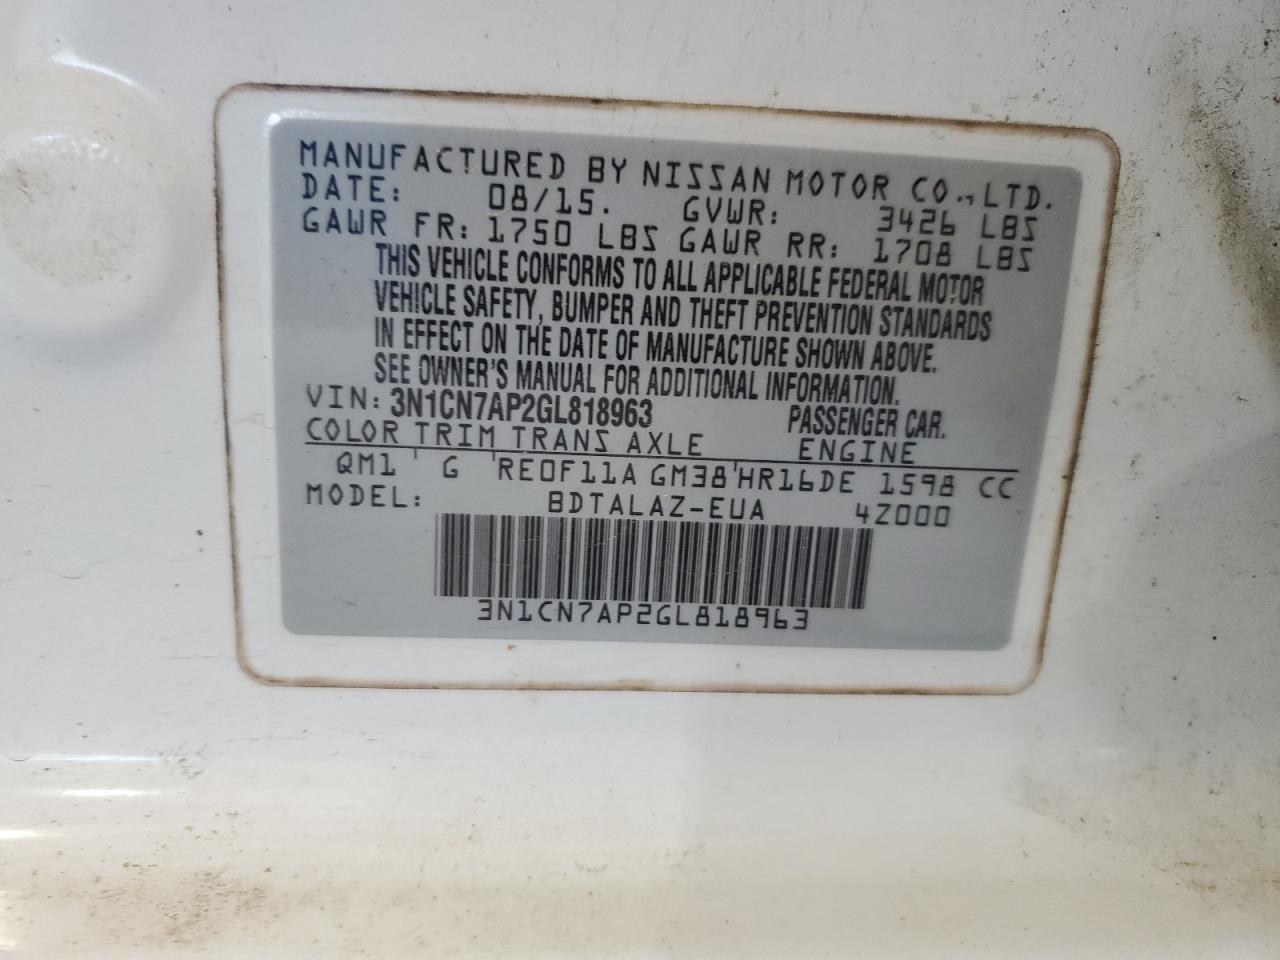 MANUFACTURED BY NISSAN MOTOR CO.,LTD.
DATE: 08/15. GVWR: 3426 LBS
GAWR FR: 1750 LBS GAWR RR: 1708 LBS
THIS VEHICLE CONFORMS TO ALL APPLICABLE FEDERAL MOTOR
VEHICLE SAFETY, BUMPER AND THEFT PREVENTION STANDARDS
IN EFFECT ON THE DATE OF MANUFACTURE SHOWN ABOVE.
SEE OWNER'S MANUAL FOR ADDITIONAL INFORMATION.
VIN: 3N1CN7AP2GL818963 PASSENGER CAR.
COLOR TRIM TRANS AXLE ENGINE
QM1 ' G 'RE0F11A GM38'HR16DE 1598 CC
MODEL: BDTALAZ-EUA 4Z000
3N1CN7AP2GL818963